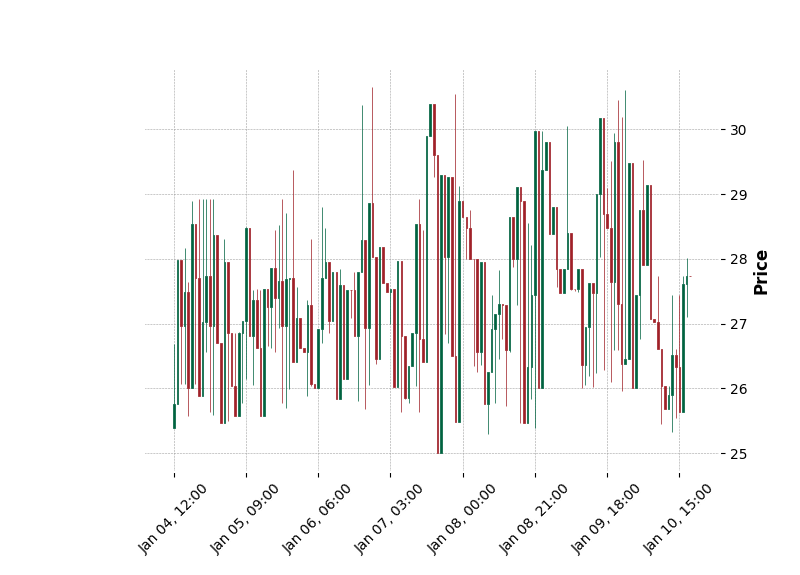 30
29
28
27
26
25
Price
Jan 04, 12:00
Jan 05, 09:00
Jan 06, 06:00
Jan 07, 03:00
Jan 08, 00:00
Jan 08, 21:00
Jan 09, 18:00
Jan 10, 15:00